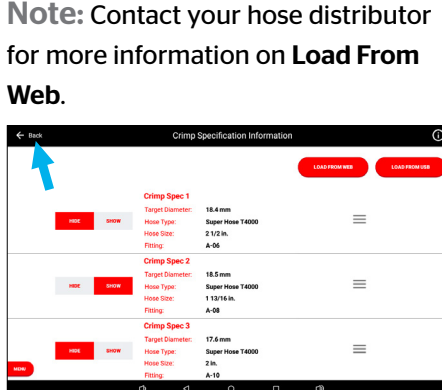 Note: Contact your hose distributor
for more information on Load From
Web.
← Back Crimp Specification Information
LOAD FROM WEB LOAD FROM USB
Crimp Spec 1
Target Diameter: 18.4 mm
HIDE SHOW Hose Type: Super Hose T4000
Hose Size: 2 1/2 in.
Fitting: A-06
Crimp Spec 2
Target Diameter: 18.5 mm
HIDE SHOW Hose Type: Super Hose T4000
Hose Size: 1 13/16 in.
Fitting: A-08
Crimp Spec 3
Target Diameter: 17.6 mm
HIDE SHOW Hose Type: Super Hose T4000
Hose Size: 2 in.
MENU Fitting: A-10